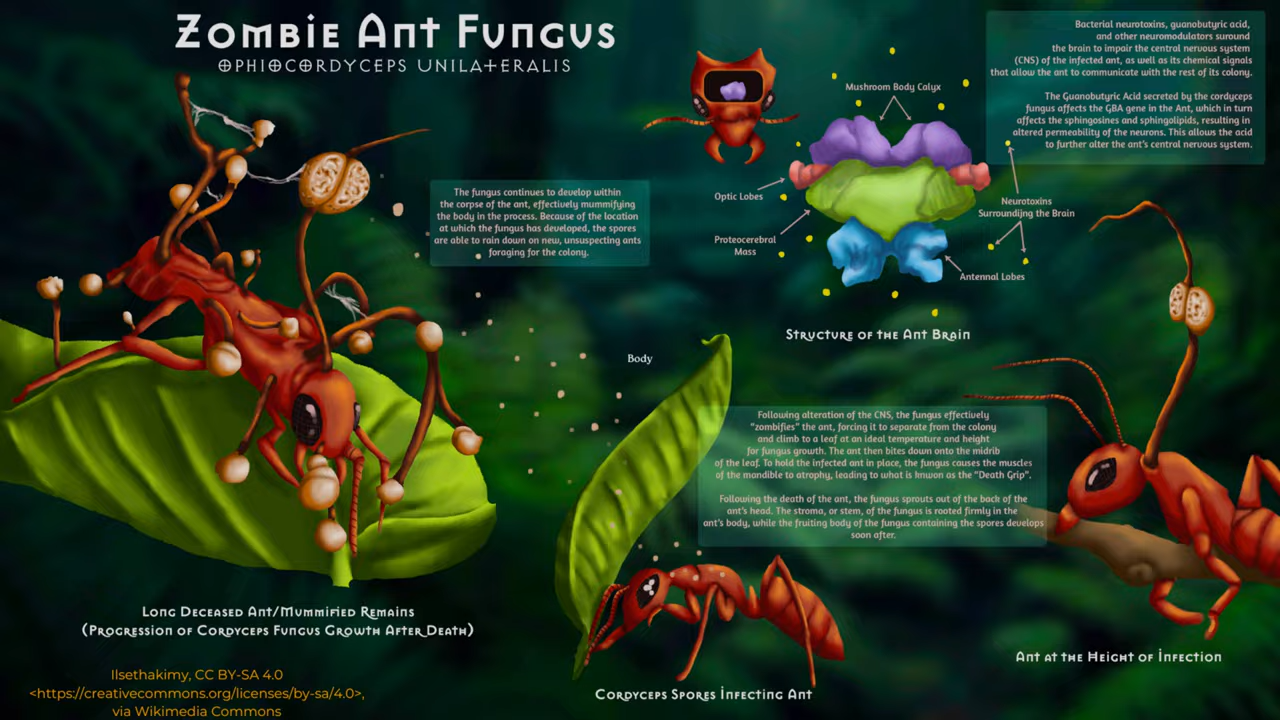 Zombie Ant Fungus
Ophiocordyceps unilateralis
Bacterial neurotoxins, guanobutyric acid,
and other neuromodulators suround
the brain to impair the central nervous system
(CNS) of the infected ant, as well as its chemical signals
that allow the ant to communicate with the rest of its colony.
The Guanobutyric Acid secreted by the cordyceps
fungus affects the GBA gene in the Ant, which in turn
affects the sphingosines and sphingolipids, resulting in
altered permeability of the neurons. This allows the acid
to further alter the ant's central nervous system.
Mushroom Body Calyx
Optic Lobes
Proteocerebral
Mass
Neurotoxins
Surroundijng the Brain
Antennal Lobes
Structure of the Ant Brain
The fungus continues to develop within
the corpse of the ant, effectively mummifying
the body in the process. Because of the location
at which the fungus has developed, the spores
are able to rain down on new, unsuspecting ants
foraging for the colony.
Body
Following alteration of the CNS, the fungus effectively
"zombifies" the ant, forcing it to separate from the colony
and climb to a leaf at an ideal temperature and height
for fungus growth. The ant then bites down onto the midrib
of the leaf. To hold the infected ant in place, the fungus causes the muscles
of the mandible to atrophy, leading to what is knwon as the "Death Grip".
Following the death of the ant, the fungus sprouts out of the back of the
ant's head. The stroma, or stem, of the fungus is rooted firmly in the
ant's body, while the fruiting body of the fungus containing the spores develops
soon after.
Long Deceased Ant/Mummified Remains
(Progression of Cordyceps Fungus Growth After Death)
Ant at the Height of Infection
Cordyceps Spores Infecting Ant
Ilsethakimy, CC BY-SA 4.0
<https://creativecommons.org/licenses/by-sa/4.0>,
via Wikimedia Commons